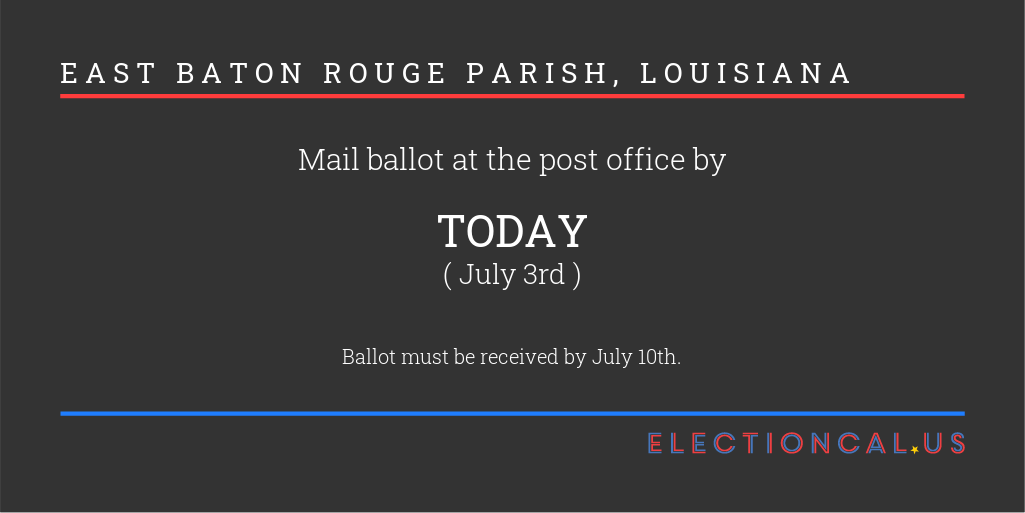 EAST BATON ROUGE PARISH, LOUISIANA
Mail ballot at the post office by
TODAY
( July 3rd )
Ballot must be received by July 10th.
ELECTIONCAL.US